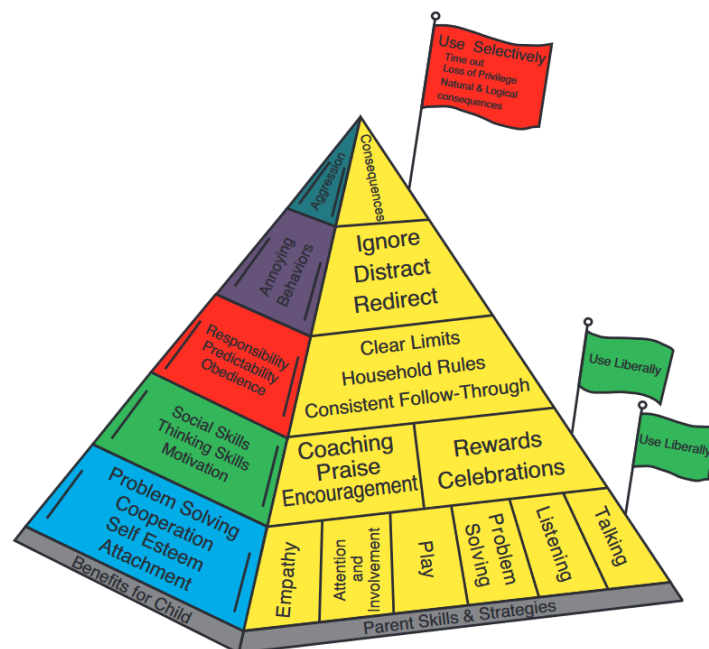 Use Selectively
Time out
Loss of Privilege
Natural & Logical
consequences
Aggression
Consequences
Annoying
Behaviors
Ignore
Distract
Redirect
Responsibility
Predictability
Obedience
Clear Limits
Household Rules
Consistent Follow-Through
Use Liberally
Social Skills
Thinking Skills
Motivation
Coaching
Praise
Encouragement
Rewards
Celebrations
Use Liberally
Problem Solving
Cooperation
Self Esteem
Attachment
Empathy
Attention
and
Involvement
Play
Problem
Solving
Listening
Talking
Benefits for Child
Parent Skills & Strategies